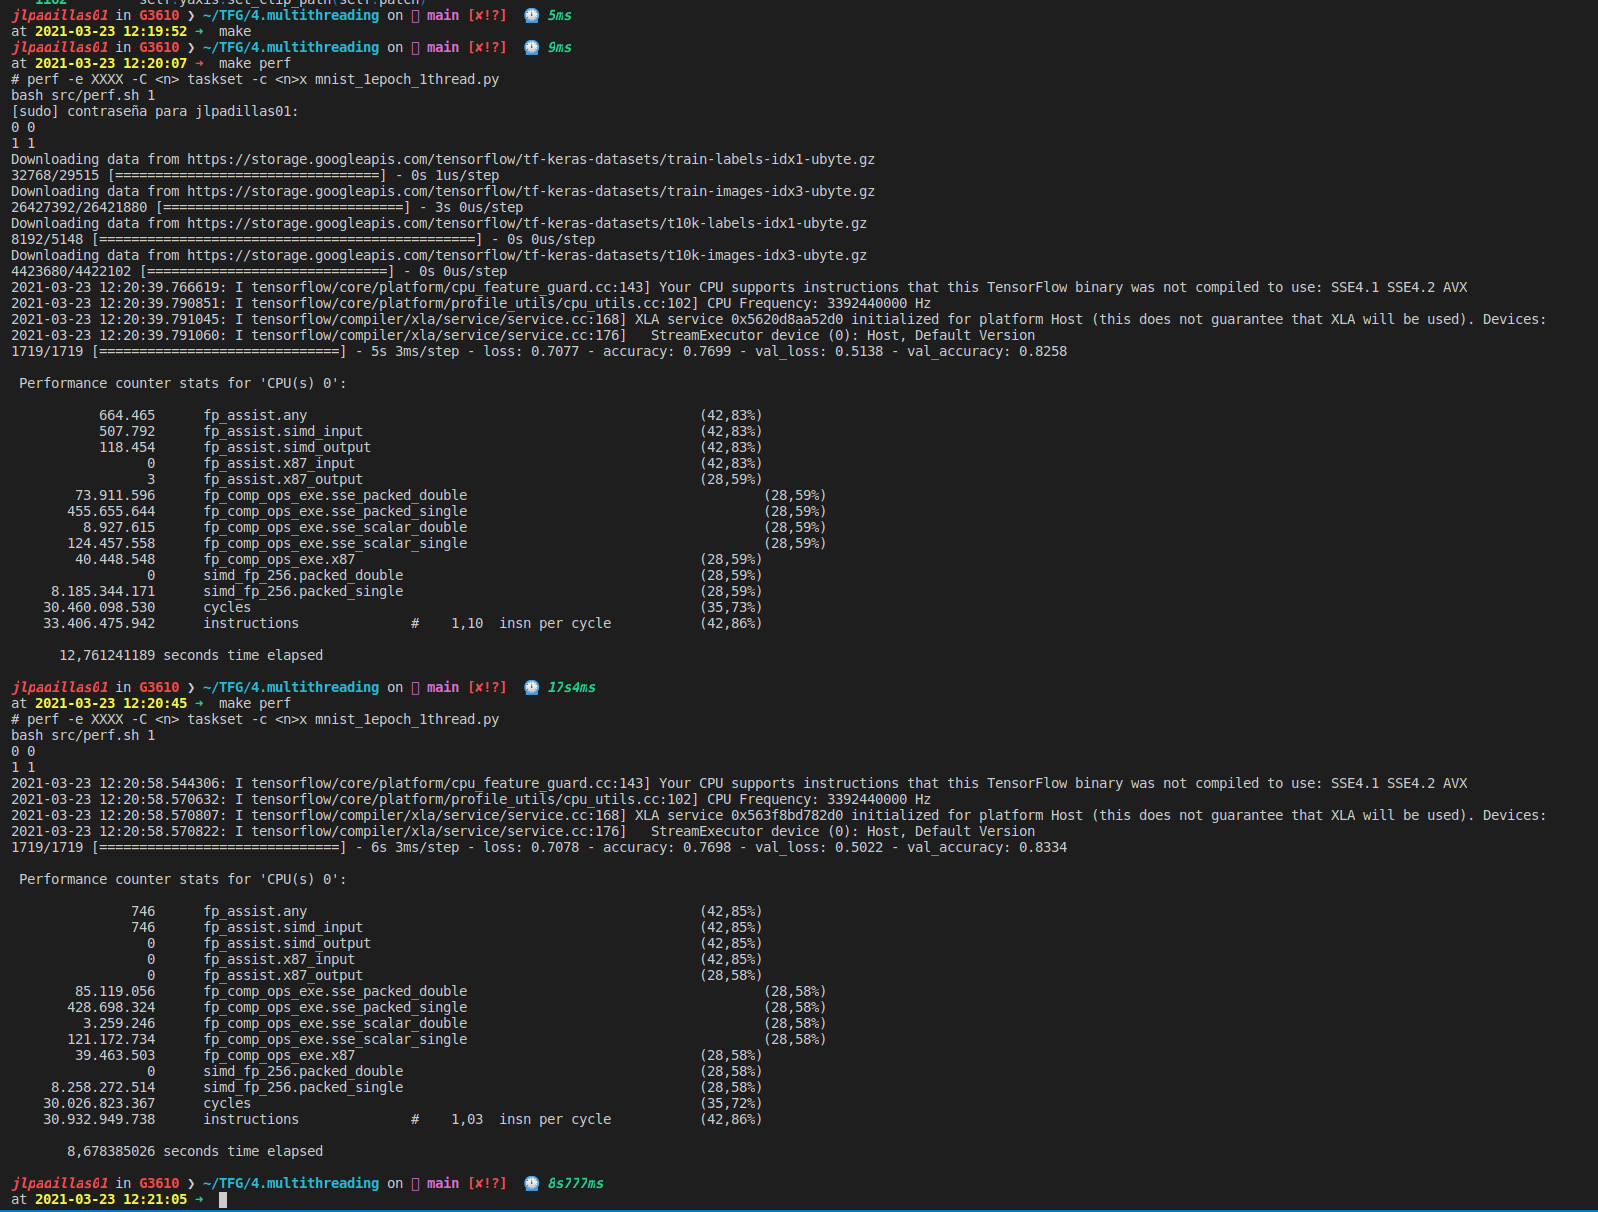 1162         self.yaxis.set_clip_path(self.patch)
jlpadillas01 in G3610 ❯ ~/TFG/4.multithreading on  main [✘!?]  5ms
at 2021-03-23 12:19:52 → make
jlpadillas01 in G3610 ❯ ~/TFG/4.multithreading on  main [✘!?]  9ms
at 2021-03-23 12:20:07 → make perf
# perf -e XXXX -C <n> taskset -c <n>x mnist_1epoch_1thread.py
bash src/perf.sh 1
[sudo] contraseña para jlpadillas01:
0 0
1 1
Downloading data from https://storage.googleapis.com/tensorflow/tf-keras-datasets/train-labels-idx1-ubyte.gz
32768/29515 [=================================] - 0s 1us/step
Downloading data from https://storage.googleapis.com/tensorflow/tf-keras-datasets/train-images-idx3-ubyte.gz
26427392/26421880 [==============================] - 3s 0us/step
Downloading data from https://storage.googleapis.com/tensorflow/tf-keras-datasets/t10k-labels-idx1-ubyte.gz
8192/5148 [===============================================] - 0s 0us/step
Downloading data from https://storage.googleapis.com/tensorflow/tf-keras-datasets/t10k-images-idx3-ubyte.gz
4423680/4422102 [==============================] - 0s 0us/step
2021-03-23 12:20:39.766619: I tensorflow/core/platform/cpu_feature_guard.cc:143] Your CPU supports instructions that this TensorFlow binary was not compiled to use: SSE4.1 SSE4.2 AVX
2021-03-23 12:20:39.790851: I tensorflow/core/platform/profile_utils/cpu_utils.cc:102] CPU Frequency: 3392440000 Hz
2021-03-23 12:20:39.791045: I tensorflow/compiler/xla/service/service.cc:168] XLA service 0x5620d8aa52d0 initialized for platform Host (this does not guarantee that XLA will be used). Devices:
2021-03-23 12:20:39.791060: I tensorflow/compiler/xla/service/service.cc:176]   StreamExecutor device (0): Host, Default Version
1719/1719 [==============================] - 5s 3ms/step - loss: 0.7077 - accuracy: 0.7699 - val_loss: 0.5138 - val_accuracy: 0.8258
Performance counter stats for 'CPU(s) 0':
664.465 fp_assist.any (42,83%)
507.792 fp_assist.simd_input (42,83%)
118.454 fp_assist.simd_output (42,83%)
0 fp_assist.x87_input (42,83%)
3 fp_assist.x87_output (28,59%)
73.911.596 fp_comp_ops_exe.sse_packed_double (28,59%)
455.655.644 fp_comp_ops_exe.sse_packed_single (28,59%)
8.927.615 fp_comp_ops_exe.sse_scalar_double (28,59%)
124.457.558 fp_comp_ops_exe.sse_scalar_single (28,59%)
40.448.548 fp_comp_ops_exe.x87 (28,59%)
0 simd_fp_256.packed_double (28,59%)
8.185.344.171 simd_fp_256.packed_single (28,59%)
30.460.098.530 cycles (35,73%)
33.406.475.942 instructions # 1,10 insn per cycle (42,86%)
12,761241189 seconds time elapsed
jlpadillas01 in G3610 ❯ ~/TFG/4.multithreading on  main [✘!?]  17s4ms
at 2021-03-23 12:20:45 → make perf
# perf -e XXXX -C <n> taskset -c <n>x mnist_1epoch_1thread.py
bash src/perf.sh 1
0 0
1 1
2021-03-23 12:20:58.544306: I tensorflow/core/platform/cpu_feature_guard.cc:143] Your CPU supports instructions that this TensorFlow binary was not compiled to use: SSE4.1 SSE4.2 AVX
2021-03-23 12:20:58.570632: I tensorflow/core/platform/profile_utils/cpu_utils.cc:102] CPU Frequency: 3392440000 Hz
2021-03-23 12:20:58.570807: I tensorflow/compiler/xla/service/service.cc:168] XLA service 0x563f8bd782d0 initialized for platform Host (this does not guarantee that XLA will be used). Devices:
2021-03-23 12:20:58.570822: I tensorflow/compiler/xla/service/service.cc:176]   StreamExecutor device (0): Host, Default Version
1719/1719 [==============================] - 6s 3ms/step - loss: 0.7078 - accuracy: 0.7698 - val_loss: 0.5022 - val_accuracy: 0.8334
Performance counter stats for 'CPU(s) 0':
746 fp_assist.any (42,85%)
746 fp_assist.simd_input (42,85%)
0 fp_assist.simd_output (42,85%)
0 fp_assist.x87_input (42,85%)
0 fp_assist.x87_output (28,58%)
85.119.056 fp_comp_ops_exe.sse_packed_double (28,58%)
428.698.324 fp_comp_ops_exe.sse_packed_single (28,58%)
3.259.246 fp_comp_ops_exe.sse_scalar_double (28,58%)
121.172.734 fp_comp_ops_exe.sse_scalar_single (28,58%)
39.463.503 fp_comp_ops_exe.x87 (28,58%)
0 simd_fp_256.packed_double (28,58%)
8.258.272.514 simd_fp_256.packed_single (28,58%)
30.026.823.367 cycles (35,72%)
30.932.949.738 instructions # 1,03 insn per cycle (42,86%)
8,678385026 seconds time elapsed
jlpadillas01 in G3610 ❯ ~/TFG/4.multithreading on  main [✘!?]  8s777ms
at 2021-03-23 12:21:05 →